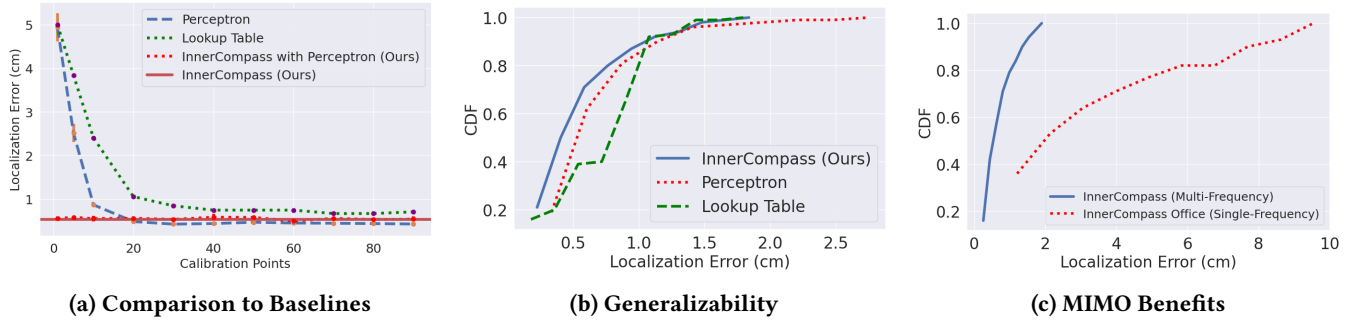 Localization Error (cm)
5
4
3
2
1
0
20
40
60
80
Calibration Points
Perceptron
Lookup Table
InnerCompass with Perceptron (Ours)
InnerCompass (Ours)
(a) Comparison to Baselines
CDF
1.0
0.8
0.6
0.4
0.2
0.5
1.0
1.5
2.0
2.5
Localization Error (cm)
InnerCompass (Ours)
Perceptron
Lookup Table
(b) Generalizability
CDF
1.0
0.8
0.6
0.4
0.2
0
2
4
6
8
10
Localization Error (cm)
InnerCompass (Multi-Frequency)
InnerCompass Office (Single-Frequency)
(c) MIMO Benefits